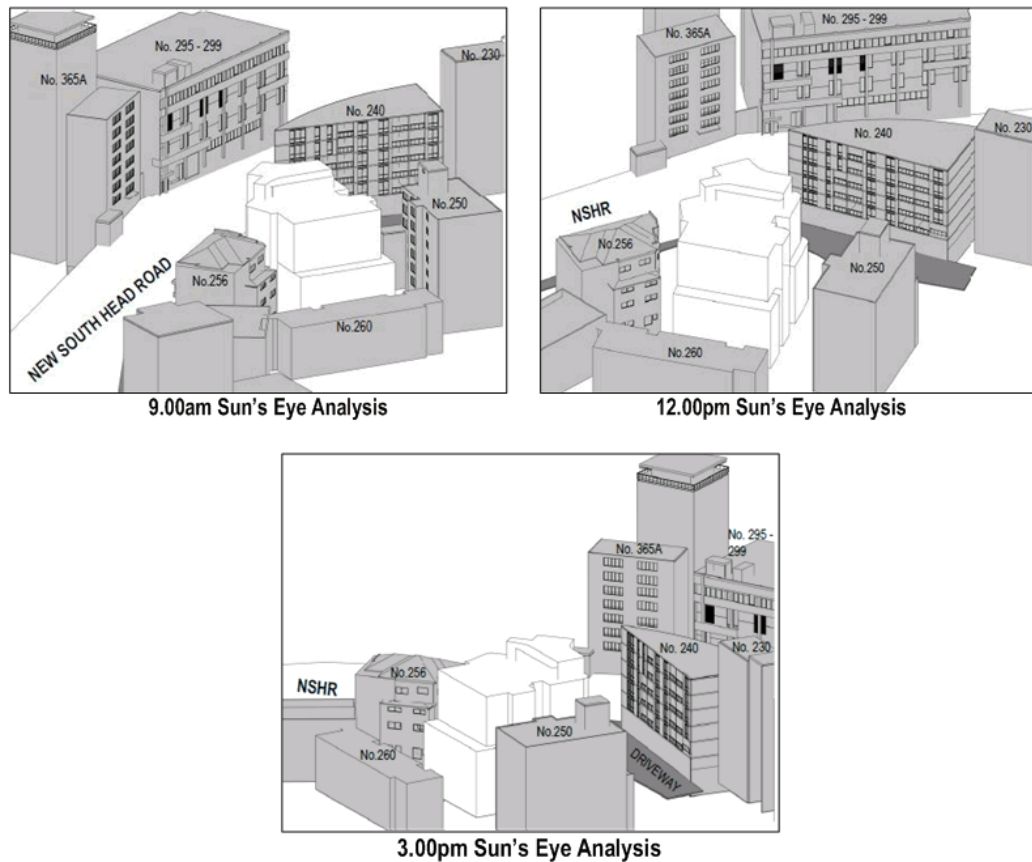 No. 295 - 299
No. 365A
No. 230
No. 240
No.250
No.256
NEW SOUTH HEAD ROAD
No.260
9.00am Sun's Eye Analysis
No. 295 - 299
No. 365A
No. 240
No. 230
NSHR
No.256
No.250
No.260
12.00pm Sun's Eye Analysis
No. 295 -
299
No. 365A
No. 240
No. 230
No.256
NSHR
No.250
No.260
DRIVEWAY
3.00pm Sun's Eye Analysis